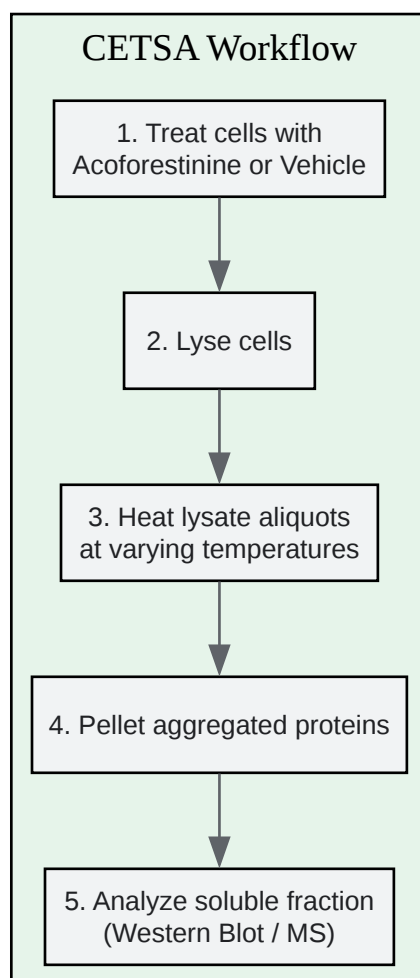 CETSA Workflow
1. Treat cells with
Acoforestinine or Vehicle
2. Lyse cells
3. Heat lysate aliquots
at varying temperatures
4. Pellet aggregated proteins
5. Analyze soluble fraction
(Western Blot / MS)